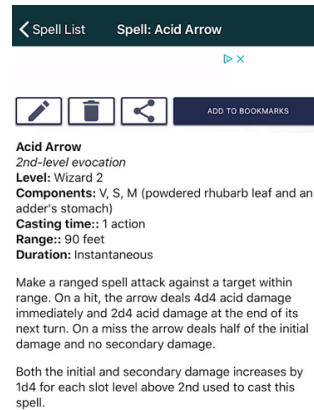 Spell List Spell: Acid Arrow
ADD TO BOOKMARKS
Acid Arrow
2nd-level evocation
Level: Wizard 2
Components: V, S, M (powdered rhubarb leaf and an
adder's stomach)
Casting time:: 1 action
Range:: 90 feet
Duration: Instantaneous
Make a ranged spell attack against a target within
range. On a hit, the arrow deals 4d4 acid damage
immediately and 2d4 acid damage at the end of its
next turn. On a miss the arrow deals half of the initial
damage and no secondary damage.
Both the initial and secondary damage increases by
1d4 for each slot level above 2nd used to cast this
spell.